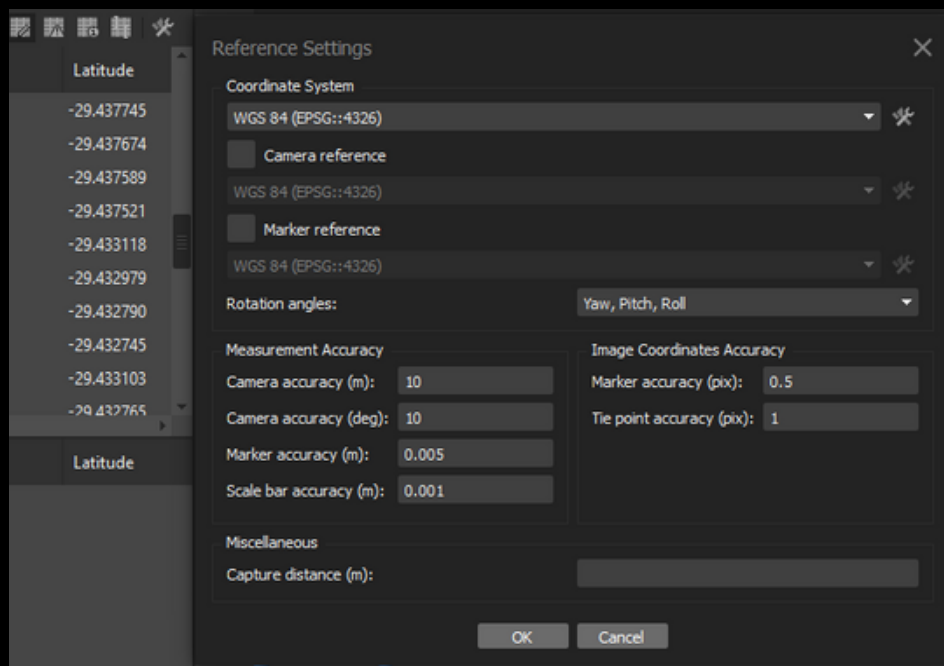 Latitude
-29.437745
-29.437674
-29.437589
-29.437521
-29.433118
-29.432979
-29.432790
-29.432745
-29.433103
-29.432765
Latitude
Reference Settings
Coordinate System
WGS 84 (EPSG::4326)
Camera reference
WGS 84 (EPSG::4326)
Marker reference
WGS 84 (EPSG::4326)
Rotation angles: Yaw, Pitch, Roll
Measurement Accuracy
Camera accuracy (m): 10
Camera accuracy (deg): 10
Marker accuracy (m): 0.005
Scale bar accuracy (m): 0.001
Image Coordinates Accuracy
Marker accuracy (pix): 0.5
Tie point accuracy (pix): 1
Miscellaneous
Capture distance (m):
OK Cancel